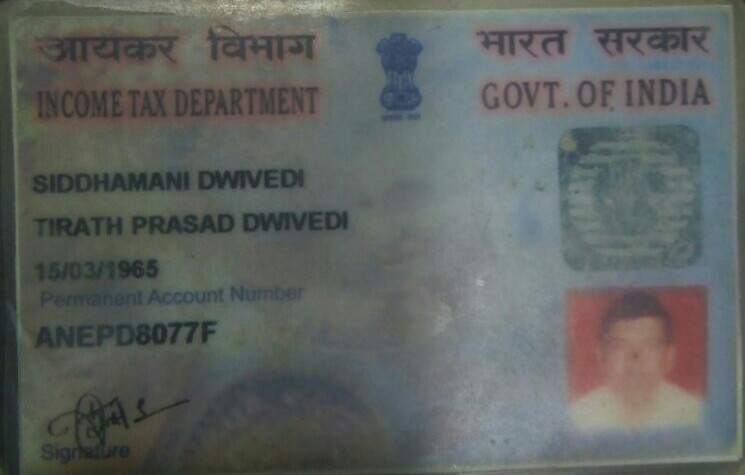 आयकर विभाग
INCOME TAX DEPARTMENT
भारत सरकार
GOVT. OF INDIA
SIDDHAMANI DWIVEDI
TIRATH PRASAD DWIVEDI
15/03/1965
Permanent Account Number
ANEPD8077F
Signature